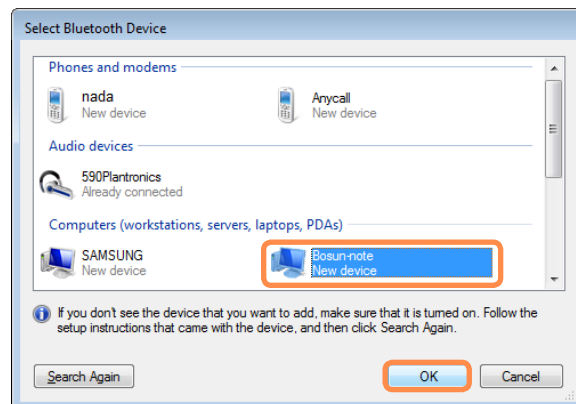 Select Bluetooth Device
Phones and modems
nada
New device
Anycall
New device
Audio devices
590Plantronics
Already connected
Computers (workstations, servers, laptops, PDAs)
SAMSUNG
New device
Bosun-note
New device
If you don't see the device that you want to add, make sure that it is turned on. Follow the
setup instructions that came with the device, and then click Search Again.
Search Again
OK
Cancel